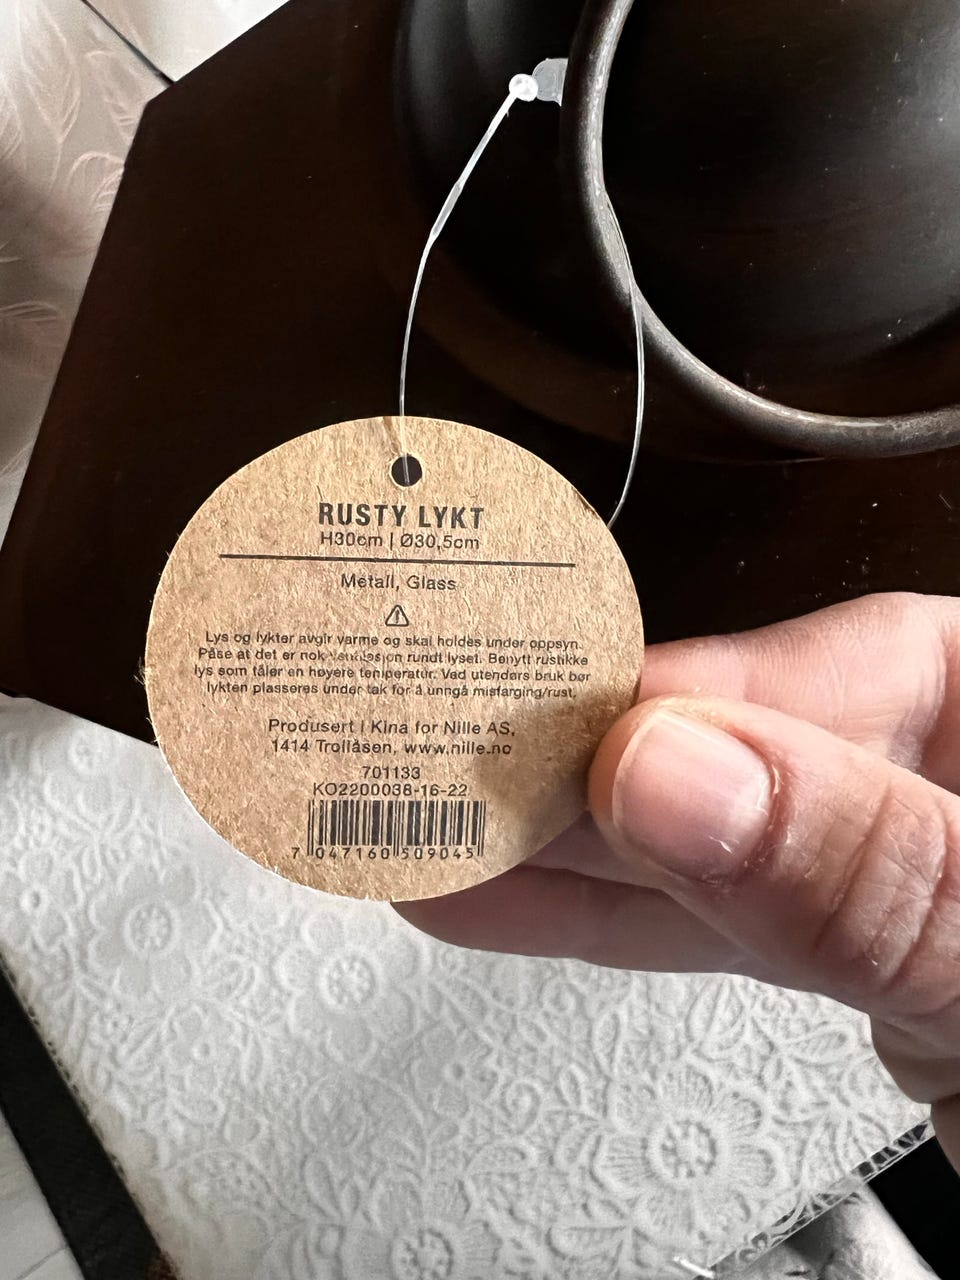 RUSTY LYKT
H30cm | Ø30,5cm
Metall, Glass
Lys og lykter avgir varme og skal holdes under oppsyn.
Påse at det er nok ventilasjon rundt lyset. Benytt rustikke
lys som tåler en høyere temperatur. Ved utendørs bruk bør
lykten plasseres under tak for å unngå misfarging/rust.
Produsert i Kina for Nille AS,
1414 Trollåsen, www.nille.no
701133
KO2200038-16-22
7 047160 509045